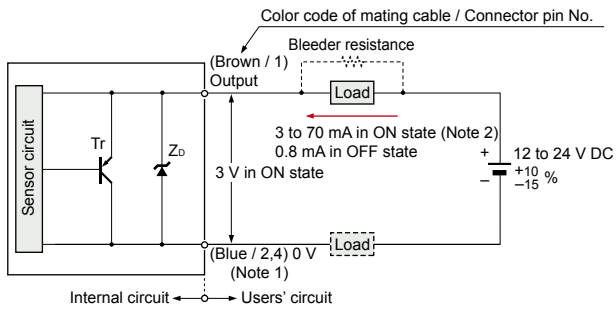 Color code of mating cable / Connector pin No.
Bleeder resistance
(Brown / 1)
Output
Load
Sensor circuit
Tr
ZD
3 to 70 mA in ON state (Note 2)
0.8 mA in OFF state
3 V in ON state
+
–
12 to 24 V DC
+10
–15 %
(Blue / 2,4) 0 V
(Note 1)
Load
Internal circuit
Users' circuit